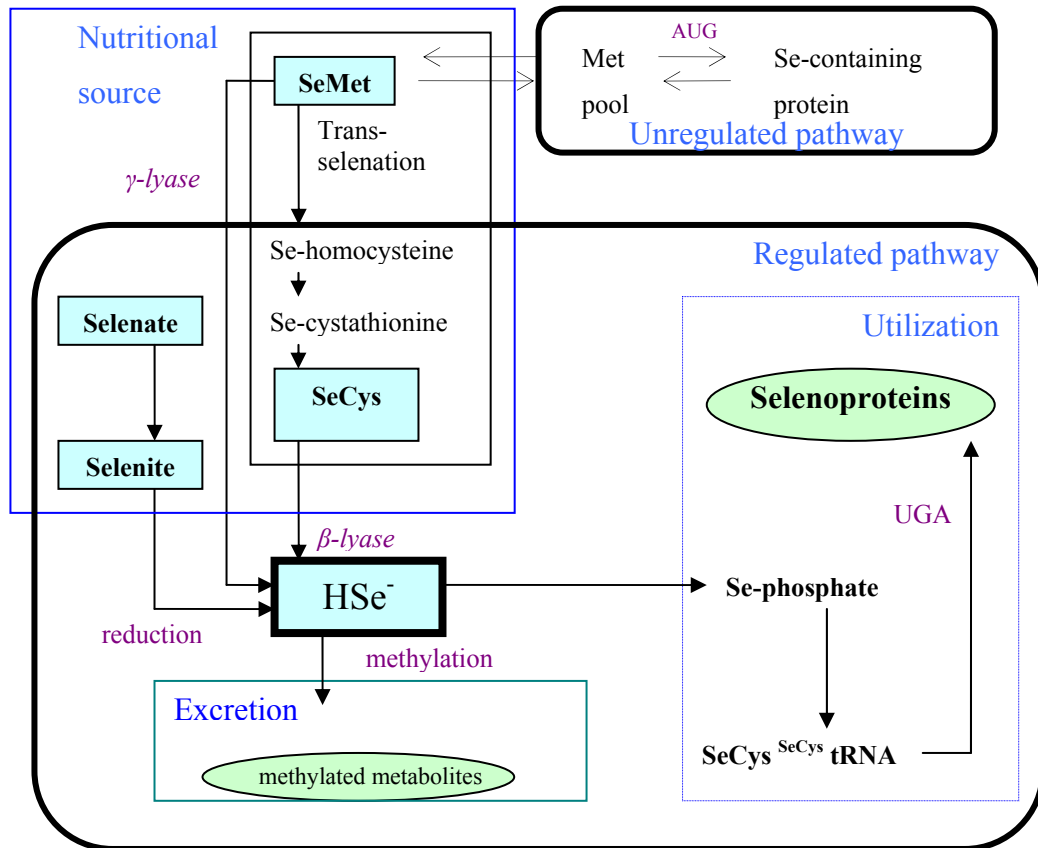 Nutritional
source
SeMet
Trans-
selenation
γ-lyase
AUG
Met
pool
Se-containing
protein
Unregulated pathway
Regulated pathway
Se-homocysteine
Se-cystathionine
SeCys
Selenate
Selenite
β-lyase
HSe⁻
reduction
methylation
Excretion
methylated metabolites
Utilization
Selenoproteins
UGA
Se-phosphate
SeCys ˢᵉᶜʸˢ tRNA